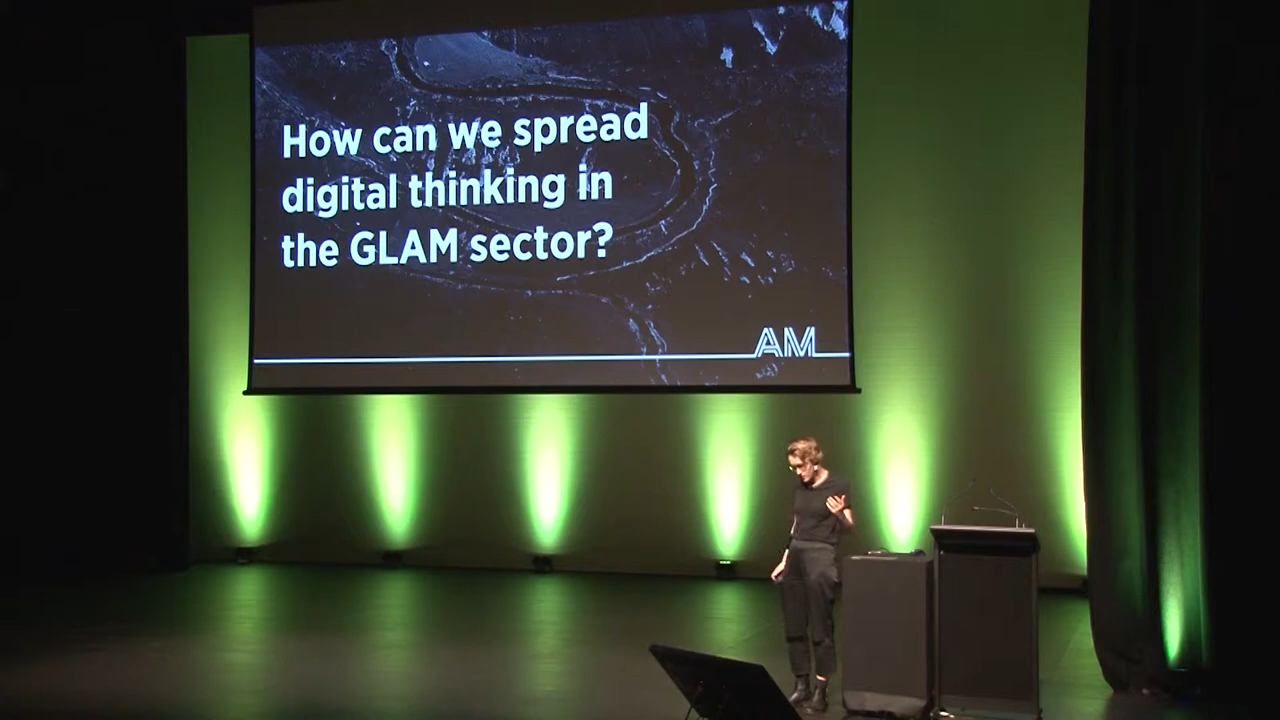 How can we spread
digital thinking in
the GLAM sector?
AM